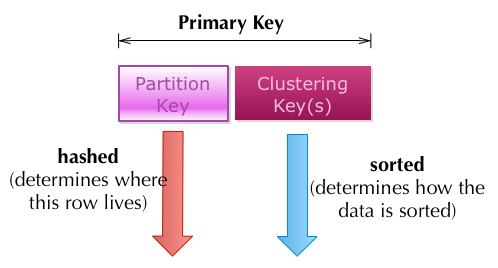 Primary Key
Partition
Key
Clustering
Key(s)
hashed
(determines where
this row lives)
sorted
(determines how the
data is sorted)